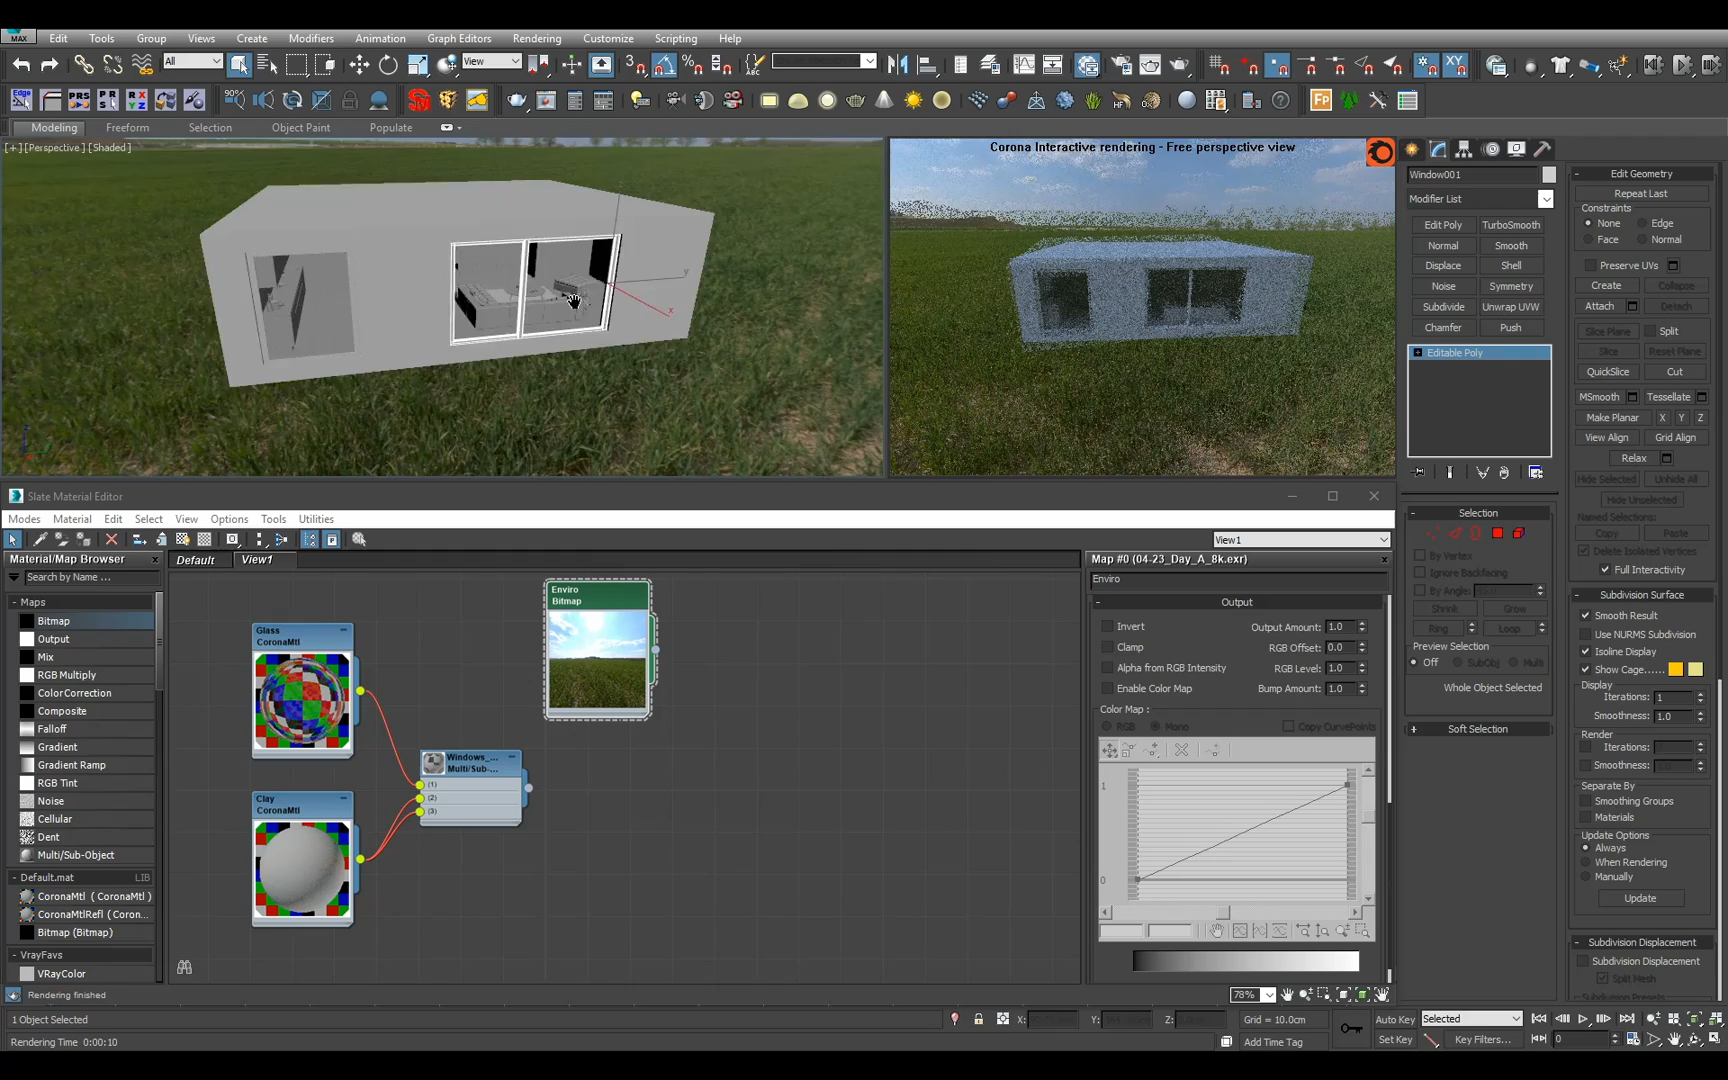 MAX Edit Tools Group Views Create Modifiers Animation Graph Editors Rendering Customize Scripting Help
All View
Modeling Freeform Selection Object Paint Populate
[+][Perspective][Shaded]
Corona Interactive rendering - Free perspective view
Window001
Modifier List
Edit Poly TurboSmooth
Normal Smooth
Displace Shell
Noise Symmetry
Subdivide Unwrap UVW
Chamfer Push
Editable Poly
Selection
By Vertex
Ignore Backfacing
By Angle:
Shrink Grow
Ring Loop
Preview Selection
Off SubObj Multi
Whole Object Selected
Soft Selection
Edit Geometry
Repeat Last
Constraints
None Edge
Face Normal
Preserve UVs
Create Collapse
Attach Detach
Slice Plane Split
Slice Reset Plane
QuickSlice Cut
MSmooth Tessellate
Make Planar X Y Z
View Align Grid Align
Relax
Hide Selected Unhide All
Hide Unselected
Named Selections:
Copy Paste
Delete Isolated Vertices
Full Interactivity
Subdivision Surface
Smooth Result
Use NURMS Subdivision
Isoline Display
Show Cage......
Display
Iterations: 1
Smoothness: 1.0
Render
Iterations:
Smoothness:
Separate By
Smoothing Groups
Materials
Update Options
Always
When Rendering
Manually
Update
Subdivision Displacement
Subdivision Displacement
Split Mesh
Subdivision Presets
Slate Material Editor
Modes Material Edit Select View Options Tools Utilities
View1
Material/Map Browser
Search by Name ...
Maps
Bitmap
Output
Mix
RGB Multiply
ColorCorrection
Composite
Falloff
Gradient
Gradient Ramp
RGB Tint
Noise
Cellular
Dent
Multi/Sub-Object
Default.mat LIB
CoronaMtl ( CoronaMtl )
CoronaMtlRefl ( Coron...
Bitmap (Bitmap)
VrayFavs
VRayColor
Default View1
Enviro
Bitmap
Glass
CoronaMtl
Clay
CoronaMtl
Windows_...
Multi/Sub-...
(1)
(2)
(3)
Map #0 (04-23_Day_A_8k.exr)
Enviro
Output
Invert Output Amount: 1.0
Clamp RGB Offset: 0.0
Alpha from RGB Intensity RGB Level: 1.0
Enable Color Map Bump Amount: 1.0
Color Map :
RGB Mono Copy CurvePoints
1
0
Rendering finished
78%
1 Object Selected
X: Y: Z: Grid = 10.0cm
Auto Key Selected
Rendering Time 0:00:10
Add Time Tag
Set Key Key Filters... 0